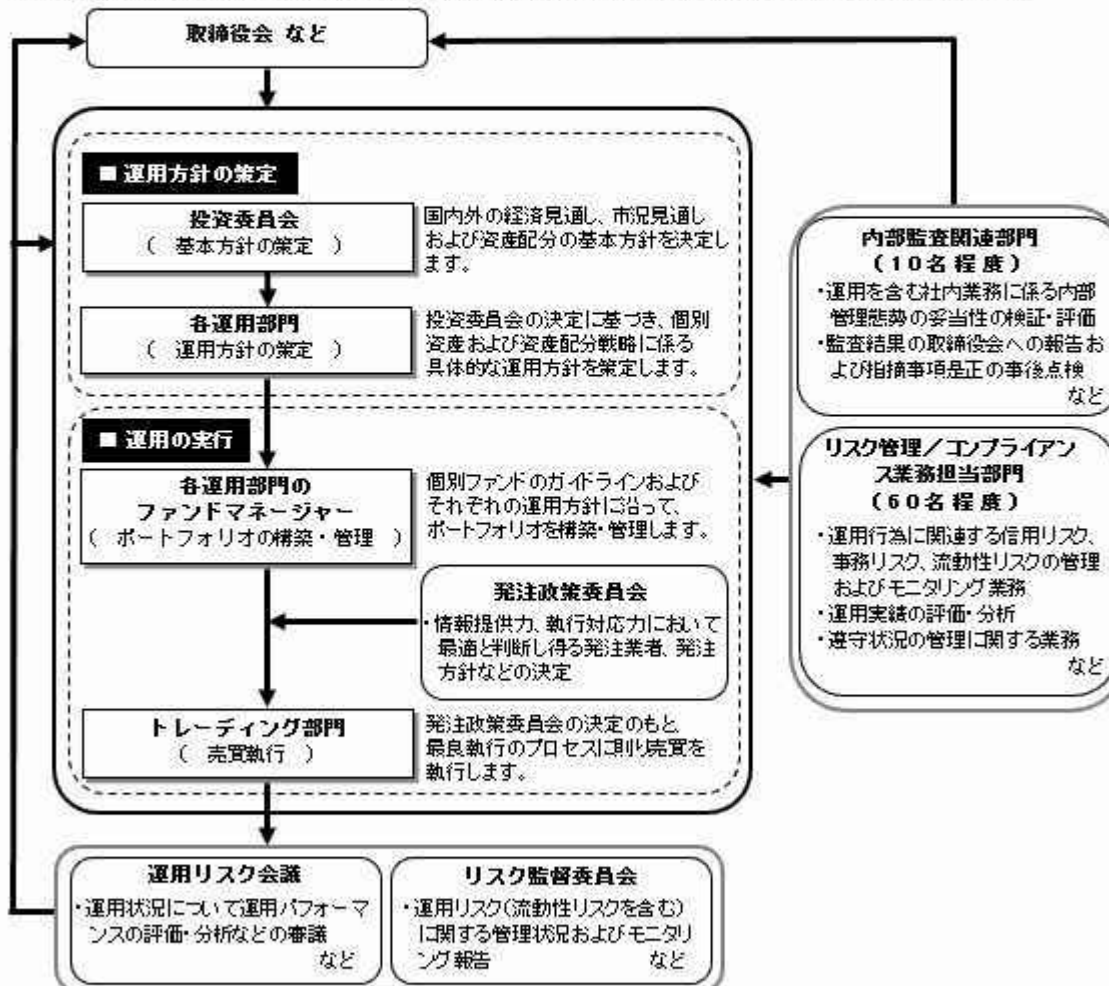 取締役会 など
■ 運用方針の策定
投資委員会
( 基本方針の策定 )
国内外の経済見通し、市況見通し
および資産配分の基本方針を決定し
ます。
各運用部門
( 運用方針の策定 )
投資委員会の決定に基づき、個別
資産および資産配分戦略に係る
具体的な運用方針を策定します。
■ 運用の実行
各運用部門の
ファンドマネージャー
( ポートフォリオの構築・管理 )
個別ファンドのガイドラインおよび
それぞれの運用方針に沿って、
ポートフォリオを構築・管理します。
発注政策委員会
・情報提供力、執行対応力において
最適と判断し得る発注業者、発注
方針などの決定
トレーディング部門
( 売買執行 )
発注政策委員会の決定のもと、
最良執行のプロセスに則り売買を
執行します。
内部監査関連部門
(10名程度)
・運用を含む社内業務に係る内部
管理態勢の妥当性の検証・評価
・監査結果の取締役会への報告お
よび指摘事項是正の事後点検
など
リスク管理/コンプライアン
ス業務担当部門
(60名程度)
・運用行為に関連する信用リスク、
事務リスク、流動性リスクの管理
およびモニタリング業務
・運用実績の評価・分析
・遵守状況の管理に関する業務
など
運用リスク会議
・運用状況について運用パフォーマ
ンスの評価・分析などの審議
など
リスク監督委員会
・運用リスク(流動性リスクを含む)
に関する管理状況およびモニタリ
ング報告 など